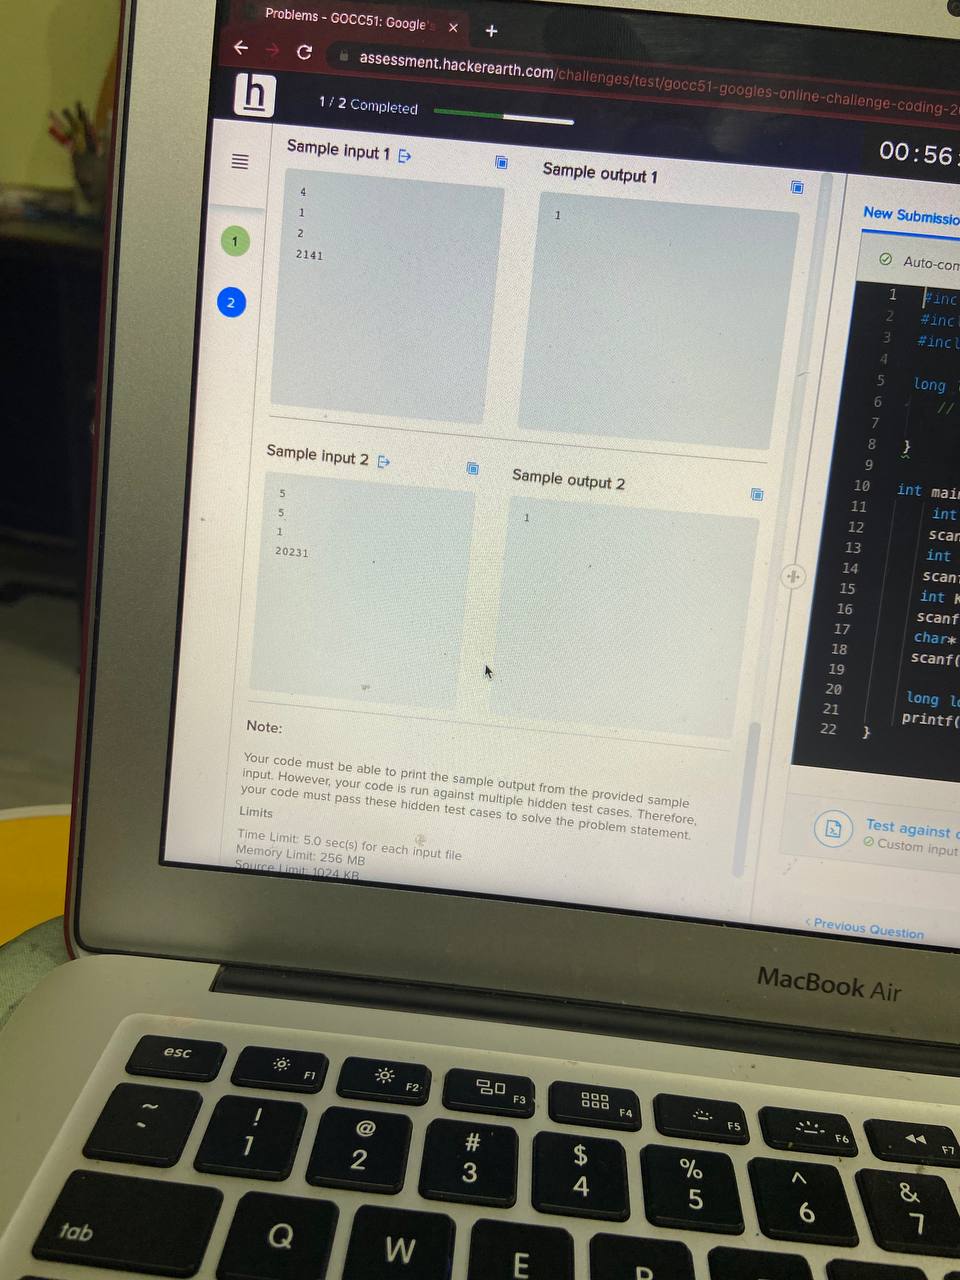 Problems - GOCC51: Google's
assessment.hackerearth.com/challenges/test/gocc51-googles-online-challenge-coding-2
h
1 / 2 Completed
00:56:
Sample input 1
4
1
2
2141
Sample output 1
1
1
2
Sample input 2
5
5
1
20231
Sample output 2
1
Note:
Your code must be able to print the sample output from the provided sample
input. However, your code is run against multiple hidden test cases. Therefore,
your code must pass these hidden test cases to solve the problem statement.
Limits
Time Limit: 5.0 sec(s) for each input file
Memory Limit: 256 MB
Source Limit: 1024 KB
New Submissio
Auto-com
1 #inc
2 #incl
3 #incl
4
5 long
6 //
7
8 }
9
10 int mai
11 int
12 scan
13 int
14 scan
15 int K
16 scanf
17 char*
18 scanf(
19
20 long lo
21 printf(
22 }
Test against c
Custom input
< Previous Question
MacBook Air
esc F1 F2 F3 F4 F5 F6 F7
~ ! @ # $ % ^ &
1 2 3 4 5 6 7
tab Q W E R